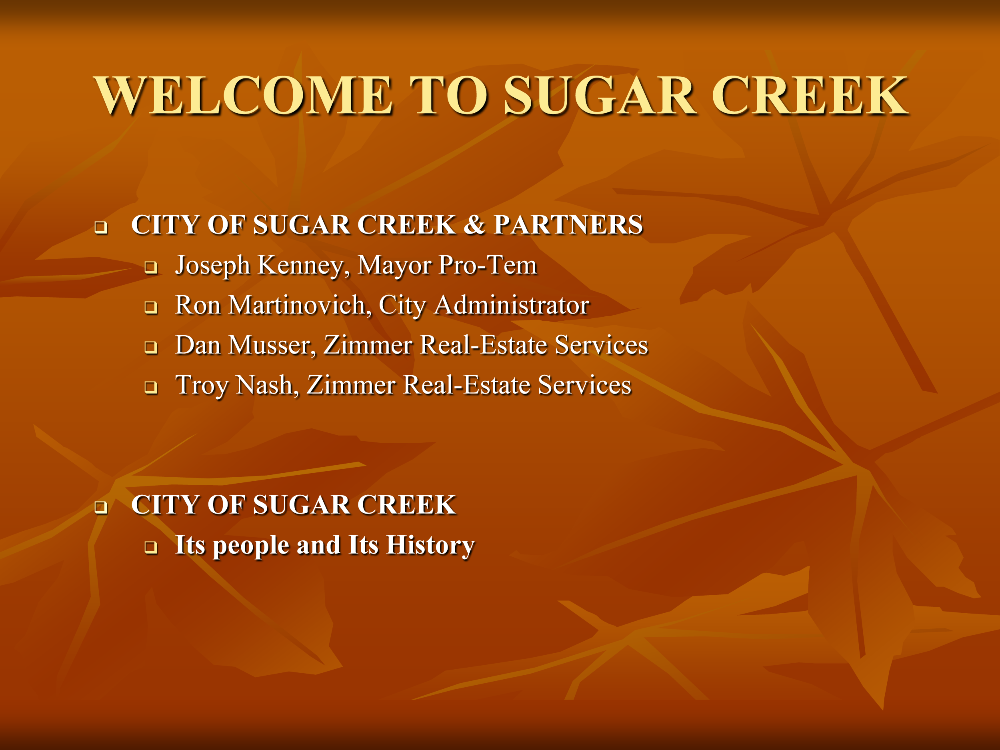 WELCOME TO SUGAR CREEK
CITY OF SUGAR CREEK & PARTNERS
Joseph Kenney, Mayor Pro-Tem
Ron Martinovich, City Administrator
Dan Musser, Zimmer Real-Estate Services
Troy Nash, Zimmer Real-Estate Services
CITY OF SUGAR CREEK
Its people and Its History